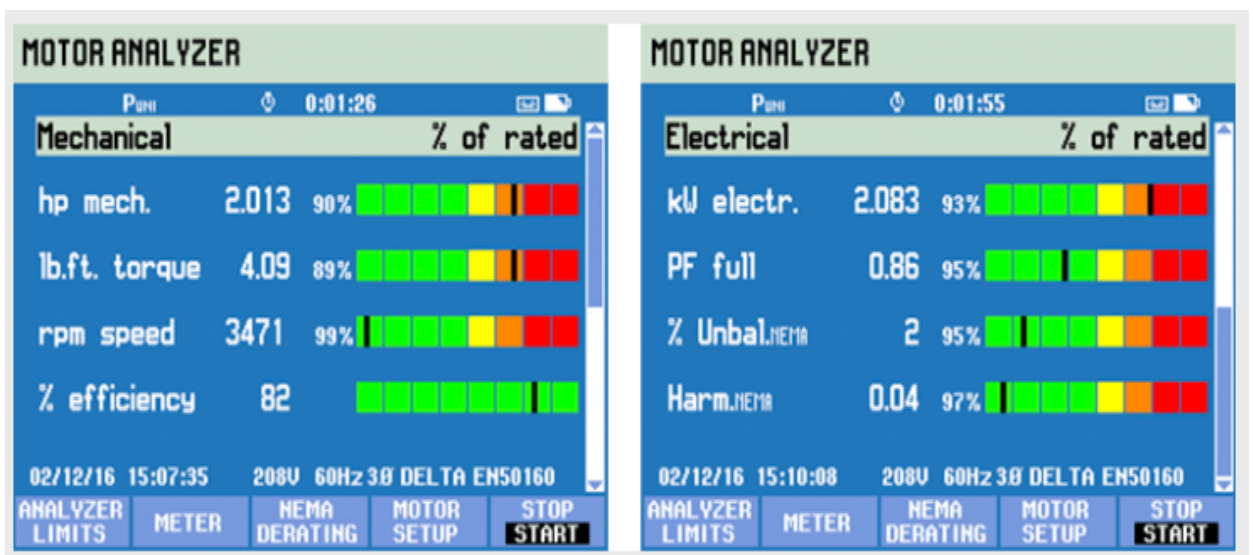 MOTOR ANALYZER
PUNI 0:01:26
Mechanical % of rated
hp mech. 2.013 90%
lb.ft. torque 4.09 89%
rpm speed 3471 99%
% efficiency 82
02/12/16 15:07:35 208V 60Hz 3Ø DELTA EN50160
ANALYZER LIMITS METER NEMA DERATING MOTOR SETUP STOP START
MOTOR ANALYZER
PUNI 0:01:55
Electrical % of rated
kW electr. 2.083 93%
PF full 0.86 95%
% Unbal.NEMA 2 95%
Harm.NEMA 0.04 97%
02/12/16 15:10:08 208V 60Hz 3Ø DELTA EN50160
ANALYZER LIMITS METER NEMA DERATING MOTOR SETUP STOP START